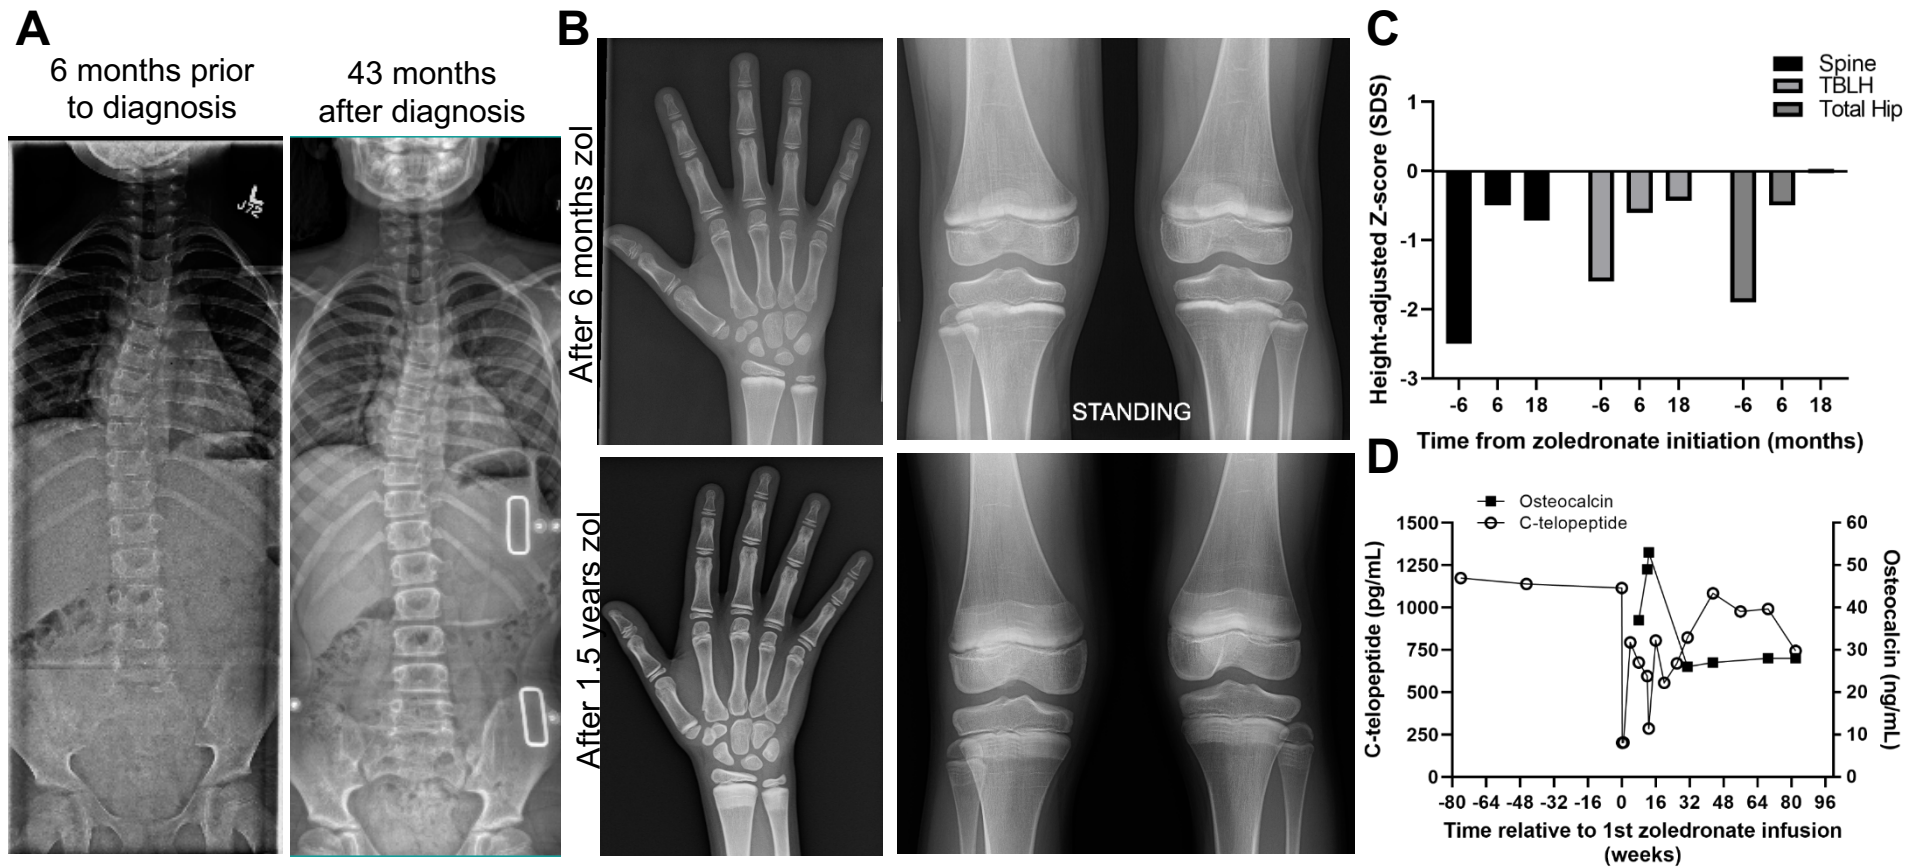 A
6 months prior
to diagnosis
43 months
after diagnosis
L
J72
B
After 6 months zol
STANDING
After 1.5 years zol
C
Spine
TBLH
Total Hip
Height-adjusted Z-score (SDS)
1
0
-1
-2
-3
-6 6 18 -6 6 18 -6 6 18
Time from zoledronate initiation (months)
D
Osteocalcin
C-telopeptide
C-telopeptide (pg/mL)
1500
1250
1000
750
500
250
0
60
50
40
30
20
10
0
Osteocalcin (ng/mL)
-80 -64 -48 -32 -16 0 16 32 48 64 80 96
Time relative to 1st zoledronate infusion
(weeks)